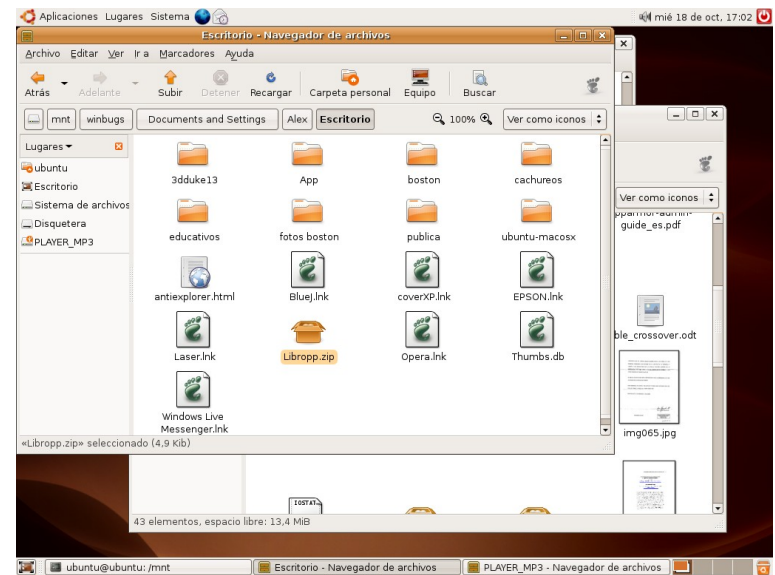 Aplicaciones Lugares Sistema mié 18 de oct, 17:02
Escritorio - Navegador de archivos
Archivo Editar Ver Ir a Marcadores Ayuda
Atrás Adelante Subir Detener Recargar Carpeta personal Equipo Buscar
mnt winbugs Documents and Settings Alex Escritorio 100% Ver como iconos
Lugares
ubuntu
Escritorio
Sistema de archivos
Disquetera
PLAYER_MP3
3dduke13 App boston cachureos
educativos fotos boston publica ubuntu-macosx
antiexplorer.html BlueJ.lnk coverXP.lnk EPSON.lnk
Laser.lnk Libropp.zip Opera.lnk Thumbs.db
Windows Live
Messenger.lnk
«Libropp.zip» seleccionado (4,9 Kib)
Ver como iconos
pparmor-admin-
guide_es.pdf
ble_crossover.odt
img065.jpg
IOSTAT
43 elementos, espacio libre: 13,4 MiB
ubuntu@ubuntu: /mnt Escritorio - Navegador de archivos PLAYER_MP3 - Navegador de archivos